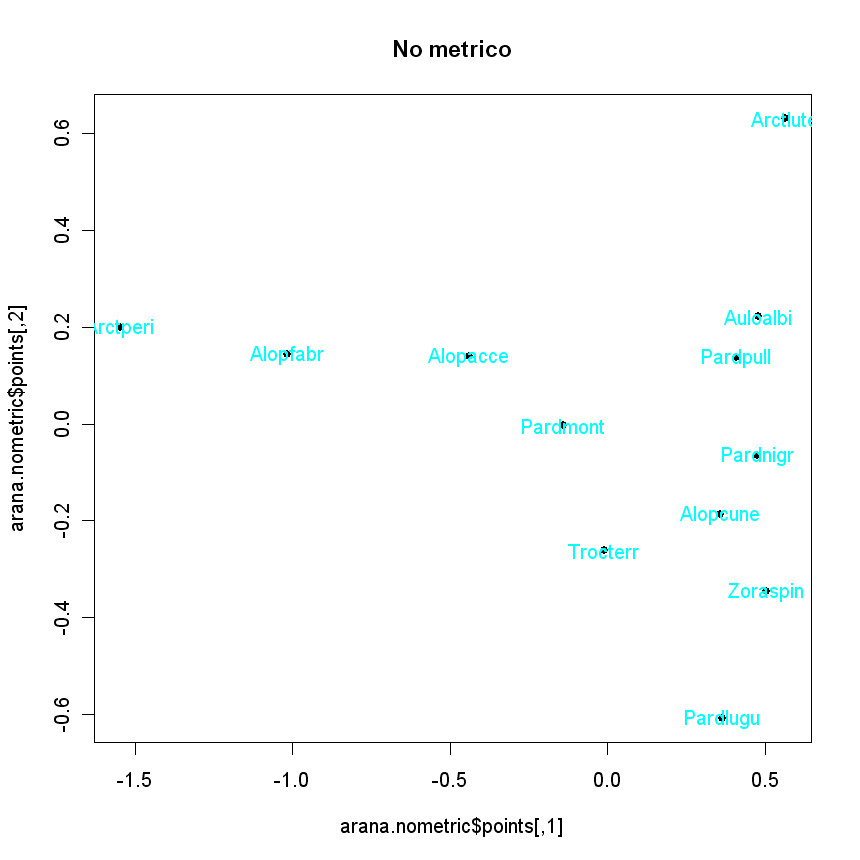 No metrico
arana.nometric$points[,2]
0.6
0.4
0.2
0.0
-0.2
-0.4
-0.6
Arctlute
Auloalbi
Arctperi
Alopfabr
Alopacce
Pardpull
Pardmont
Pardnigr
Alopcune
Trocterr
Zoraspin
Pardlugu
-1.5 -1.0 -0.5 0.0 0.5
arana.nometric$points[,1]